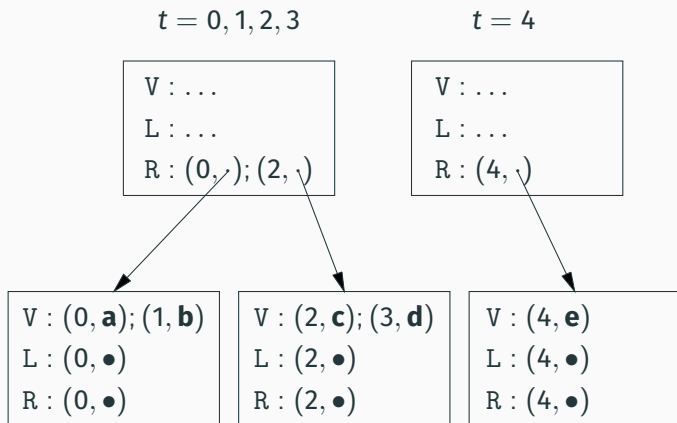 t = 0, 1, 2, 3
t = 4
V : . . .
L : . . .
R : (0, ·); (2, ·)
V : . . .
L : . . .
R : (4, ·)
V : (0, a); (1, b)
L : (0, •)
R : (0, •)
V : (2, c); (3, d)
L : (2, •)
R : (2, •)
V : (4, e)
L : (4, •)
R : (4, •)